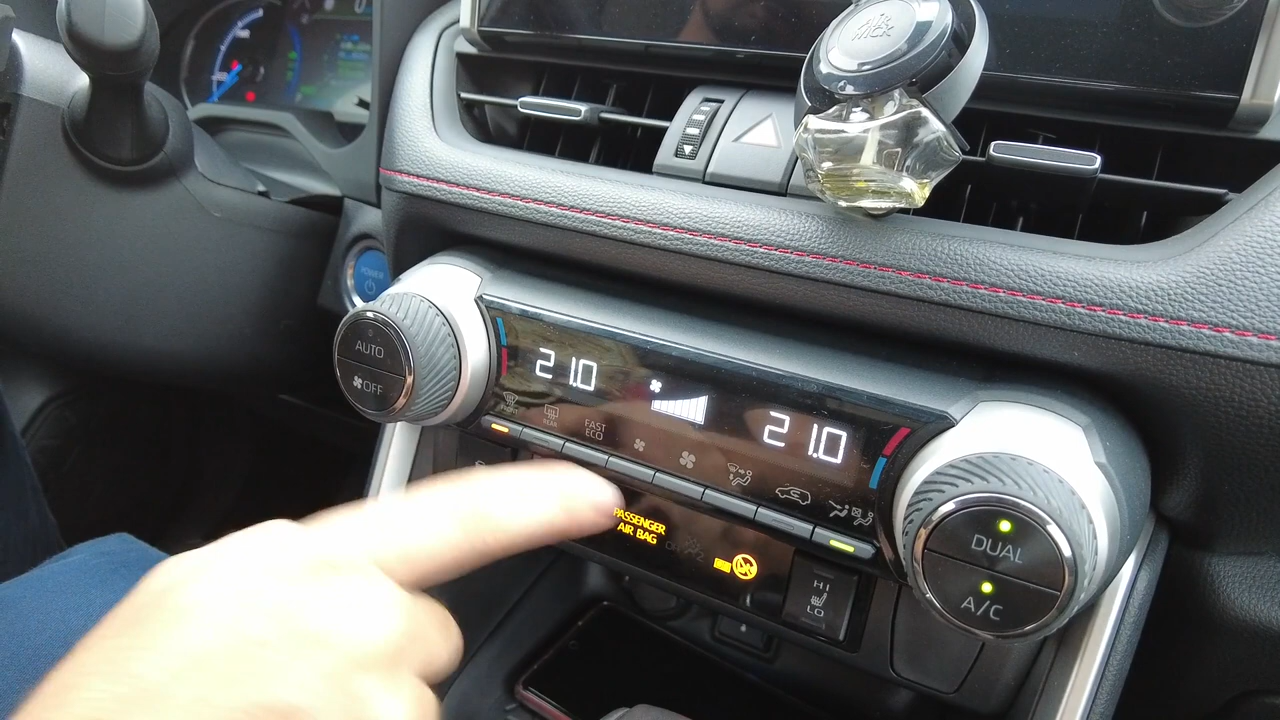 AIR
WICK
POWER
AUTO
OFF
21.0
21.0
FRONT
REAR
FAST
ECO
PASSENGER
AIR BAG
HI
LO
DUAL
A/C